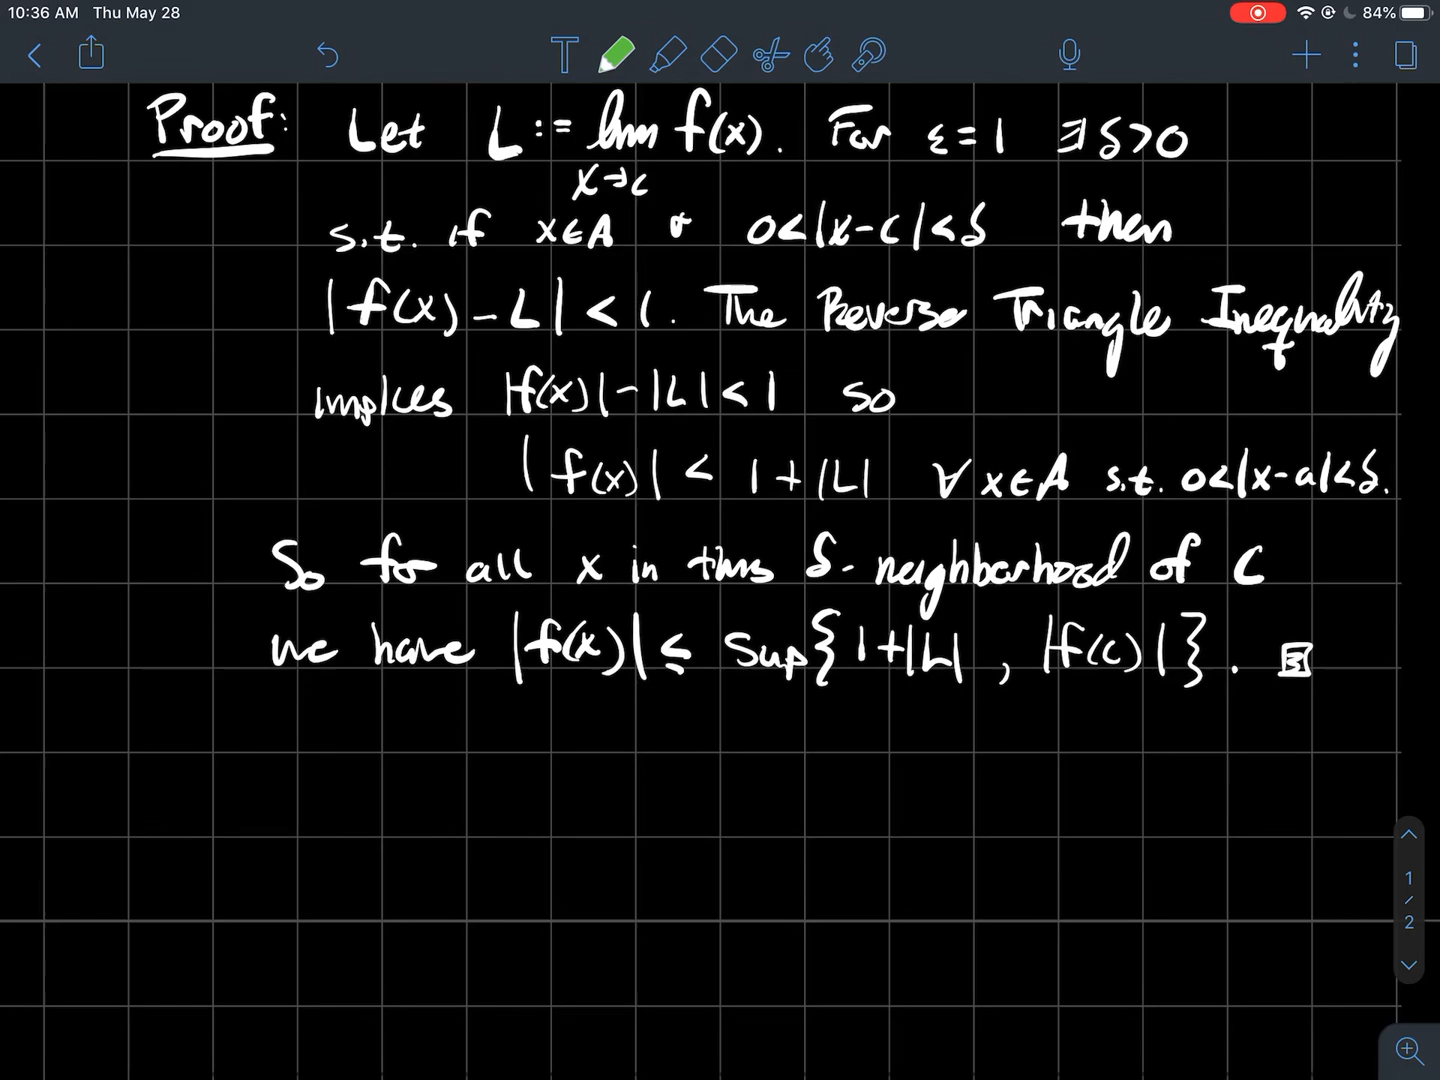 10:36 AM Thu May 28
84%
Proof: Let L := lim f(x). For ε = 1 ∃ δ > 0
x→c
s.t. if x∈A & 0<|x-c|<δ then
|f(x) - L| < 1. The Reverse Triangle Inequality
implies |f(x)| - |L| < 1 so
|f(x)| < 1 + |L| ∀ x∈A s.t. 0<|x-a|<δ.
So for all x in this δ-neighborhood of c
we have |f(x)| ≤ sup{1+|L|, |f(c)|}.
1
/
2